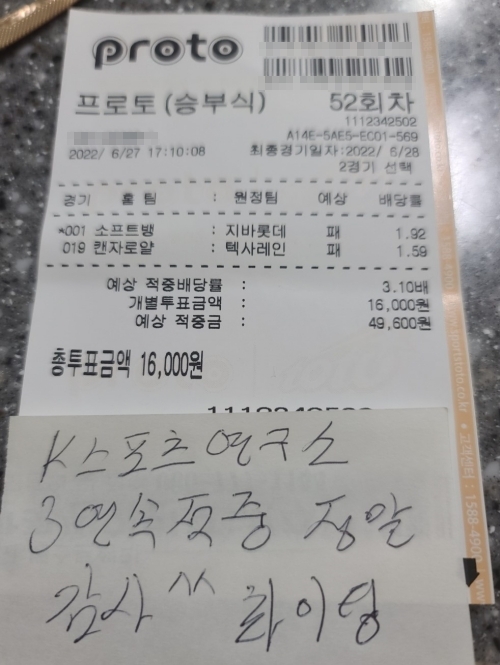 proto
프로토(승부식) 52회차
1112342502
A14E-5AE5-EC01-569
2022/ 6/27 17:10:08 최종경기일자:2022/ 6/28
2경기 선택
경기 홈팀 : 원정팀 예상 배당률
*001 소프트뱅 : 지바롯데 패 1.92
019 캔자로얄 : 텍사레인 패 1.59
예상 적중배당률 : 3.10배
개별투표금액 : 16,000원
예상 적중금 : 49,600원
총투표금액 16,000원
K스포츠연구소
3연속적중 정말
감사 ^^ 화이팅